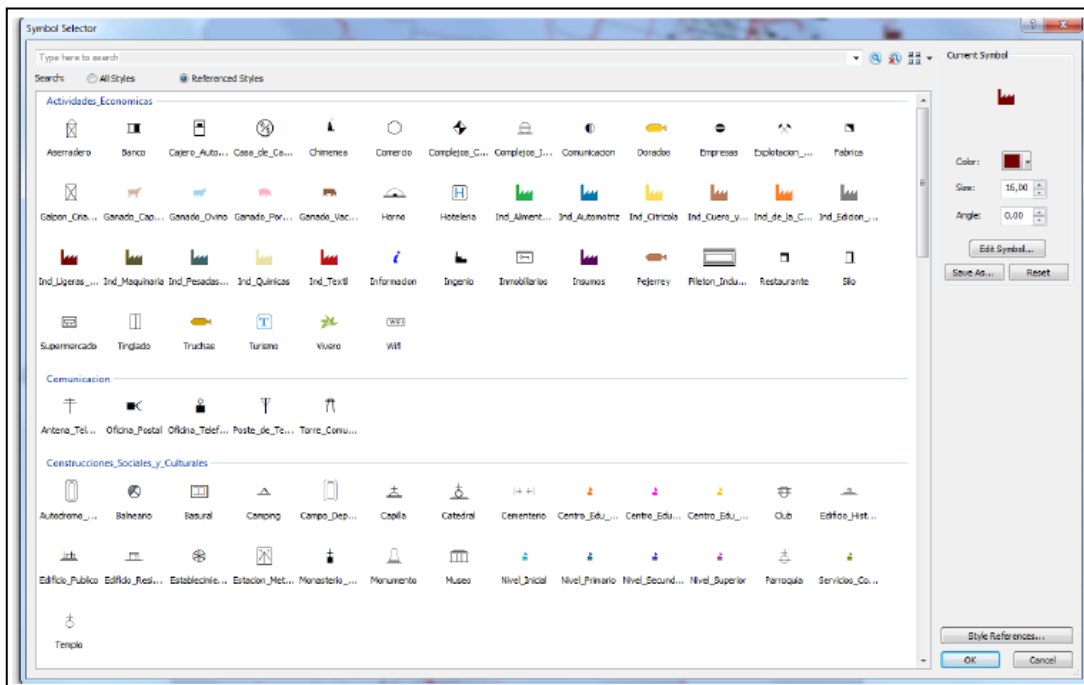 Symbol Selector
Type here to search
Search: All Styles Referenced Styles
Current Symbol
Actividades_Economicas
Aserradero Banco Cajero_Auto... Casa_de_Ca... Chimenea Comercio Complejos_G... Complejos_I... Comunicacion Dorados Empresas Explotacion_... Fabrica
Galpon_Cria... Ganado_Cap... Ganado_Ovino Ganado_Por... Ganado_Vac... Horno Hoteleria Ind_Aliment... Ind_Automotriz Ind_Citricola Ind_Cuero_y... Ind_de_la_C... Ind_Edicion_...
Ind_Ligeras_... Ind_Maquinaria Ind_Pesadas... Ind_Quimicas Ind_Textil Informacion Ingenio Inmobiliarios Insumos Pejerrey Pileton_Indu... Restaurante Silo
Supermercado Tinglado Truchas Turismo Vivero Wifi
Comunicacion
Antena_Tel... Oficina_Postal Oficina_Telef... Poste_de_Te... Torre_Comu...
Construcciones_Sociales_y_Culturales
Autodromo_... Balneario Basural Camping Campo_Dep... Capilla Catedral Cementerio Centro_Edu_... Centro_Edu... Centro_Edu_... Club Edificio_Hist...
Edificio_Publico Edificio_Resi... Establecimie... Estacion_Met... Monasterio_... Monumento Museo Nivel_Inicial Nivel_Primario Nivel_Secund... Nivel_Superior Parroquia Servicios_Co...
Templo
Color:
Size: 16,00
Angle: 0,00
Edit Symbol...
Save As... Reset
Style References...
OK Cancel